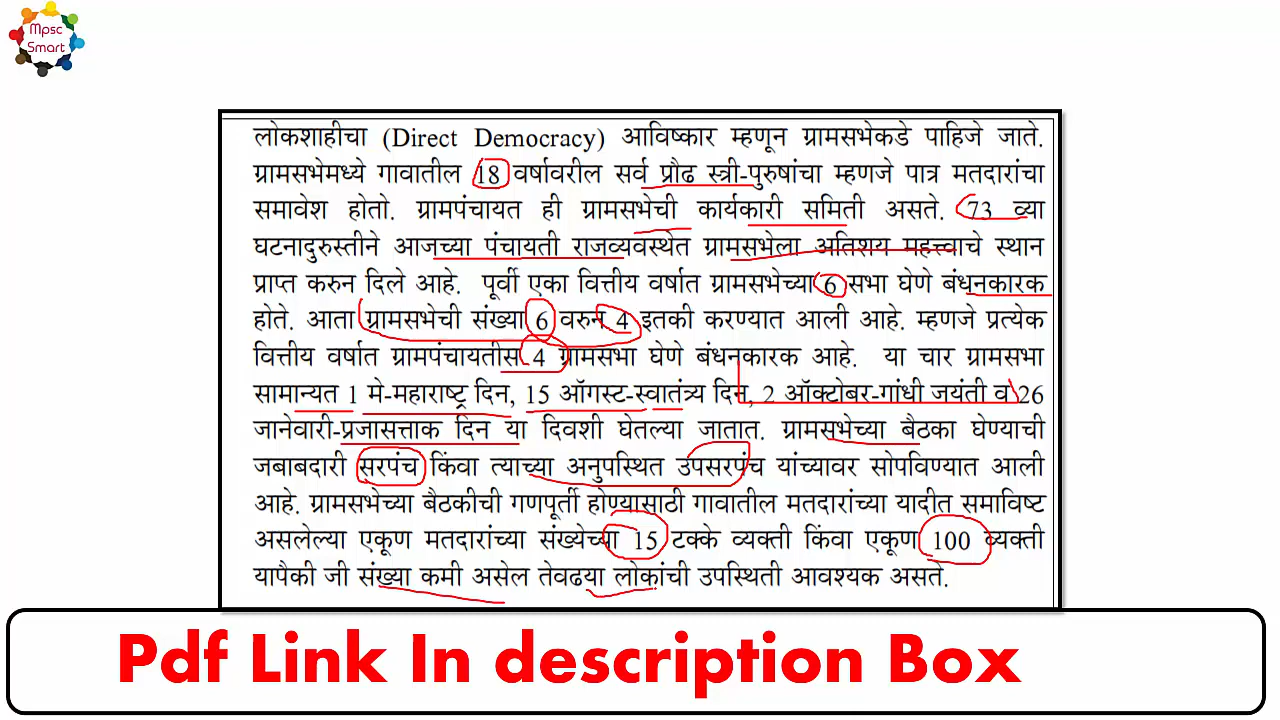 Mpsc
Smart
लोकशाहीचा (Direct Democracy) आविष्कार म्हणून ग्रामसभेकडे पाहिजे जाते.
ग्रामसभेमध्ये गावातील 18 वर्षावरील सर्व प्रौढ स्त्री-पुरुषांचा म्हणजे पात्र मतदारांचा
समावेश होतो. ग्रामपंचायत ही ग्रामसभेची कार्यकारी समिती असते. 73 व्या
घटनादुरुस्तीने आजच्या पंचायती राजव्यवस्थेत ग्रामसभेला अतिशय महत्त्वाचे स्थान
प्राप्त करुन दिले आहे. पूर्वी एका वित्तीय वर्षात ग्रामसभेच्या 6 सभा घेणे बंधनकारक
होते. आता ग्रामसभेची संख्या 6 वरुन 4 इतकी करण्यात आली आहे. म्हणजे प्रत्येक
वित्तीय वर्षात ग्रामपंचायतीस 4 ग्रामसभा घेणे बंधनकारक आहे. या चार ग्रामसभा
सामान्यत 1 मे-महाराष्ट्र दिन, 15 ऑगस्ट-स्वातंत्र्य दिन, 2 ऑक्टोबर-गांधी जयंती व 26
जानेवारी-प्रजासत्ताक दिन या दिवशी घेतल्या जातात. ग्रामसभेच्या बैठका घेण्याची
जबाबदारी सरपंच किंवा त्याच्या अनुपस्थित उपसरपंच यांच्यावर सोपविण्यात आली
आहे. ग्रामसभेच्या बैठकीची गणपूर्ती होण्यासाठी गावातील मतदारांच्या यादीत समाविष्ट
असलेल्या एकूण मतदारांच्या संख्येच्या 15 टक्के व्यक्ती किंवा एकूण 100 व्यक्ती
यापैकी जी संख्या कमी असेल तेवढया लोकांची उपस्थिती आवश्यक असते.
Pdf Link In description Box